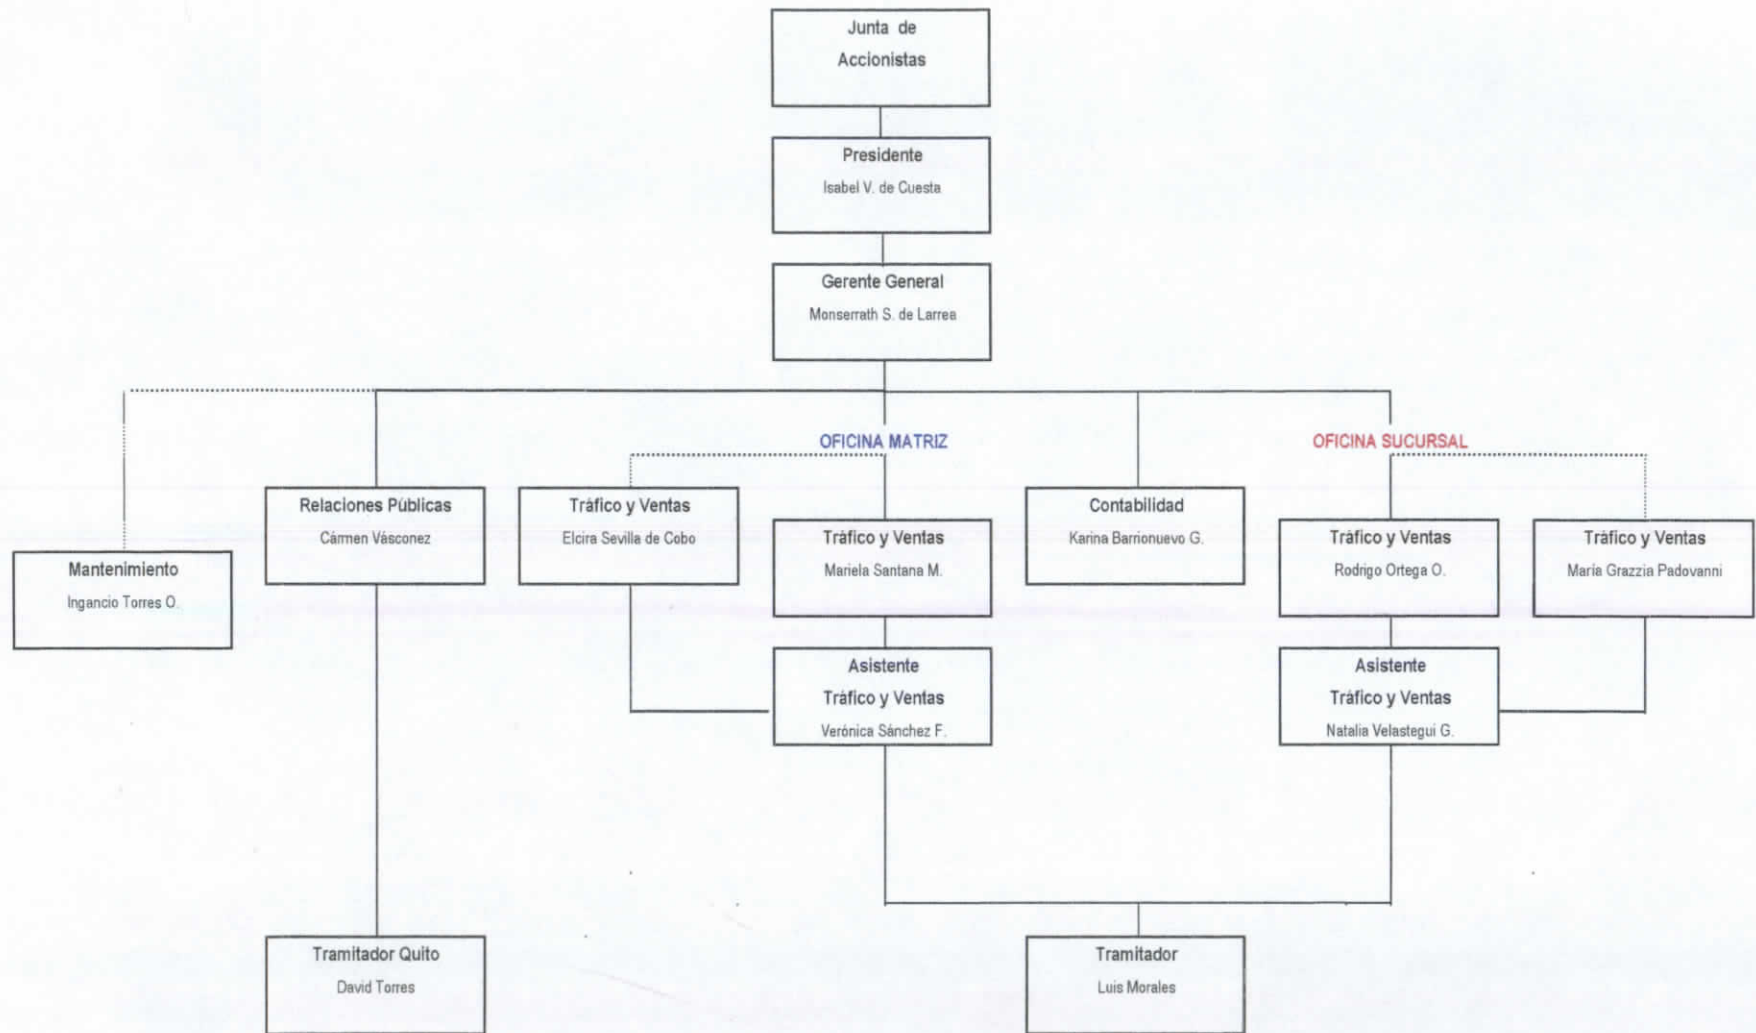 Junta de
Accionistas
Presidente
Isabel V. de Cuesta
Gerente General
Monserrath S. de Larrea
OFICINA MATRIZ
OFICINA SUCURSAL
Relaciones Públicas
Cármen Vásconez
Tráfico y Ventas
Elcira Sevilla de Cobo
Contabilidad
Karina Barrionuevo G.
Tráfico y Ventas
Mariela Santana M.
Tráfico y Ventas
Rodrigo Ortega O.
Tráfico y Ventas
María Grazzia Padovanni
Mantenimiento
Ingancio Torres O.
Asistente
Tráfico y Ventas
Verónica Sánchez F.
Asistente
Tráfico y Ventas
Natalia Velastegui G.
Tramitador Quito
David Torres
Tramitador
Luis Morales